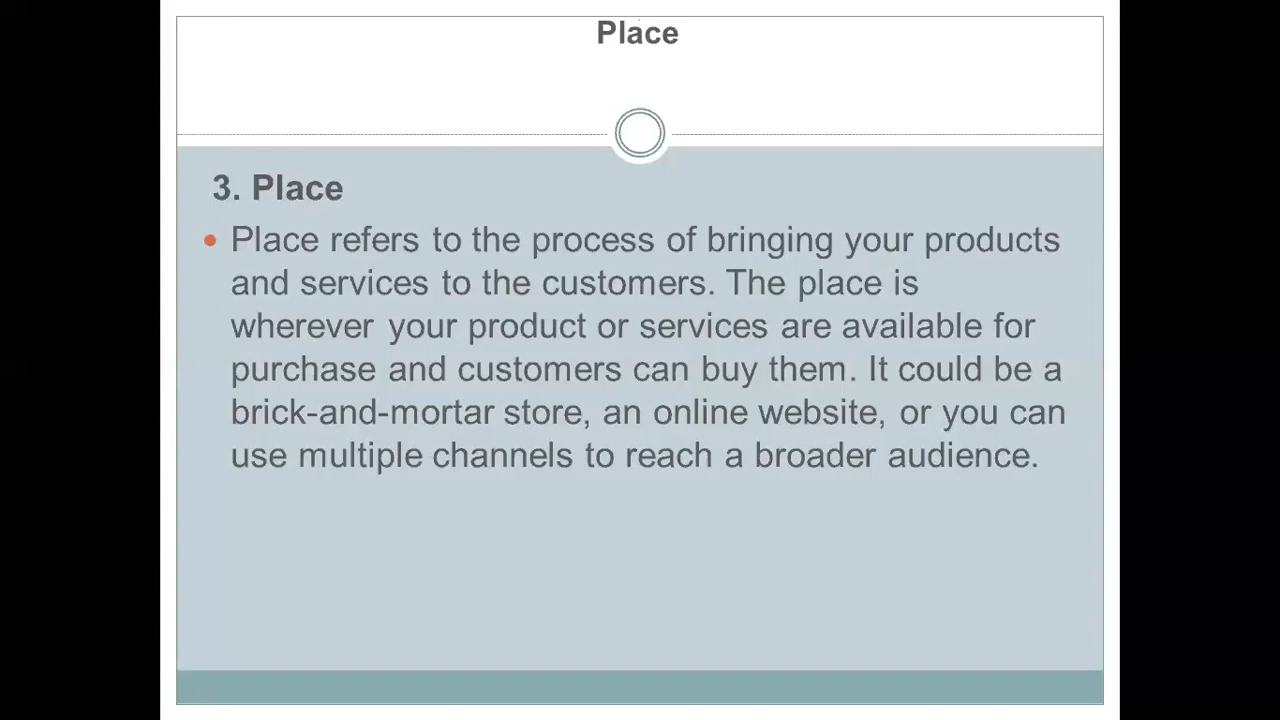 Place
3. Place
• Place refers to the process of bringing your products
and services to the customers. The place is
wherever your product or services are available for
purchase and customers can buy them. It could be a
brick-and-mortar store, an online website, or you can
use multiple channels to reach a broader audience.